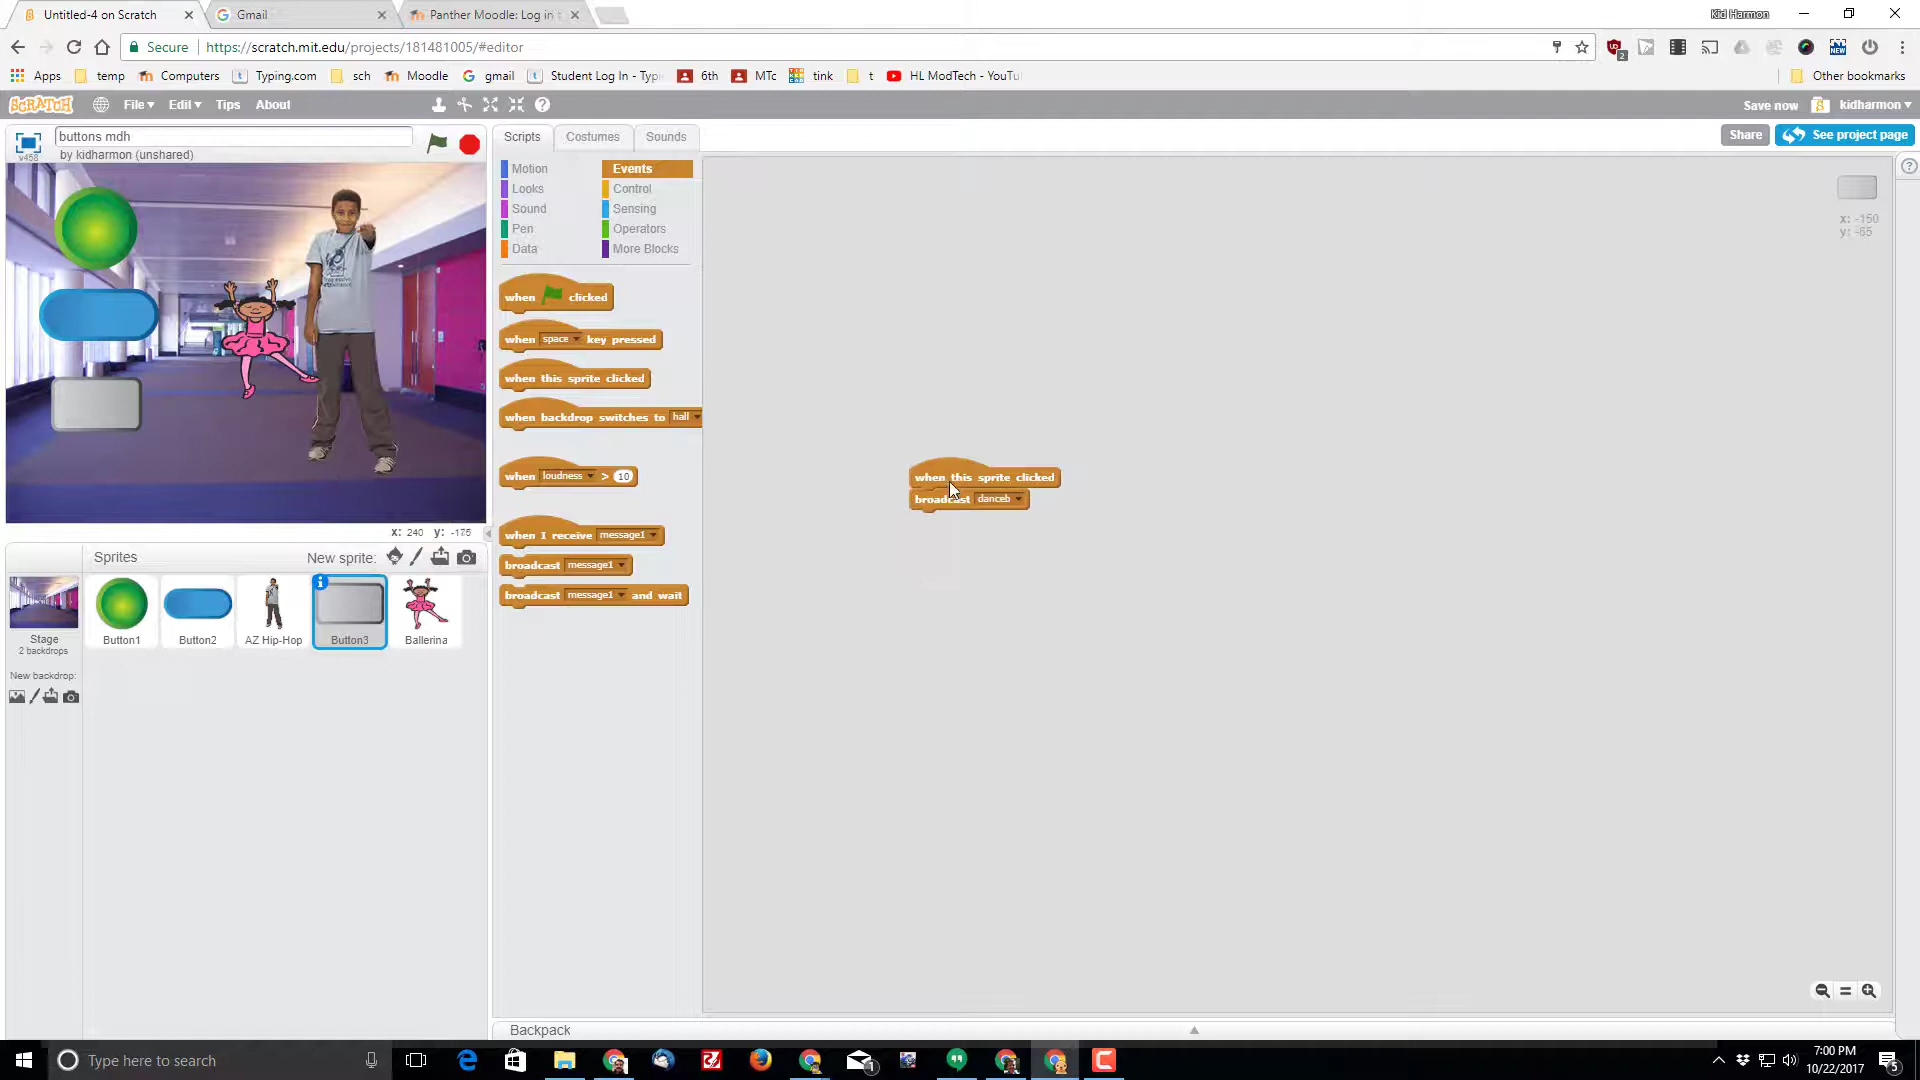 Untitled-4 on Scratch
Gmail
Panther Moodle: Log in
Kid Harmon
Secure
https://scratch.mit.edu/projects/181481005/#editor
2
Apps
temp
Computers
Typing.com
sch
Moodle
gmail
Student Log In - Typi
6th
MTc
tink
t
HL ModTech - YouTu
Other bookmarks
SCRATCH
File
Edit
Tips
About
Save now
kidharmon
v458
buttons mdh
by kidharmon (unshared)
Scripts
Costumes
Sounds
Share
See project page
Motion
Events
Looks
Control
Sound
Sensing
Pen
Operators
Data
More Blocks
x: -150
y: -65
when clicked
when space key pressed
when this sprite clicked
when backdrop switches to hall
when loudness > 10
when I receive message1
broadcast message1
broadcast message1 and wait
when this sprite clicked
broadcast danceb
x: 240 y: -175
Sprites
New sprite:
Stage
2 backdrops
New backdrop:
Button1
Button2
AZ Hip-Hop
Button3
Ballerina
Backpack
Type here to search
1
7:00 PM
10/22/2017
5